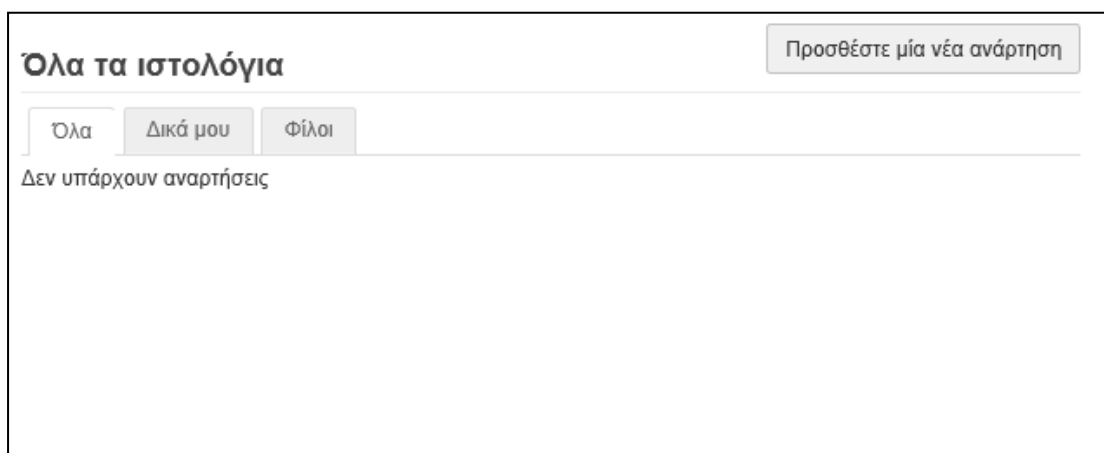 Προσθέστε μία νέα ανάρτηση
Όλα τα ιστολόγια
Όλα Δικά μου Φίλοι
Δεν υπάρχουν αναρτήσεις